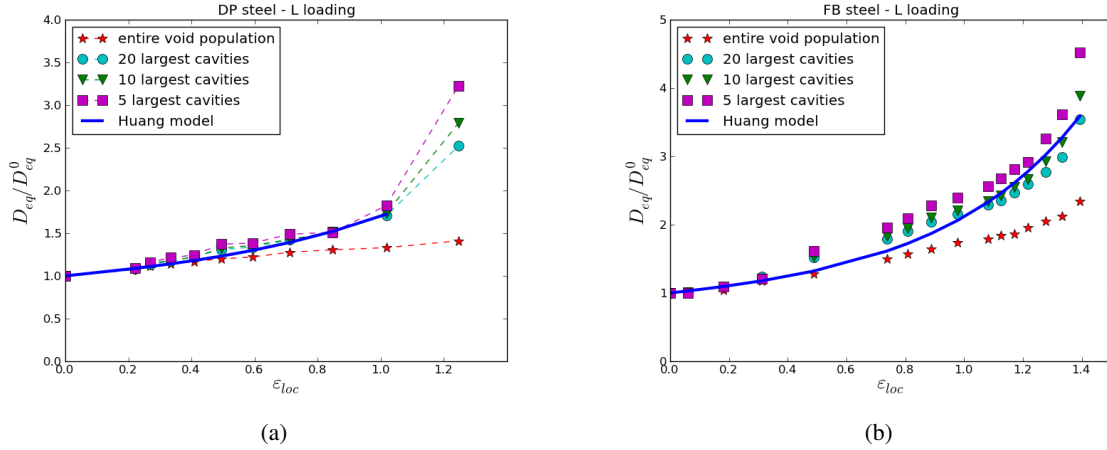 DP steel - L loading
4.0
3.5
3.0
2.5
2.0
1.5
1.0
0.5
0.0
D_eq/D_eq^0
entire void population
20 largest cavities
10 largest cavities
5 largest cavities
Huang model
0.0 0.2 0.4 0.6 0.8 1.0 1.2
ε_loc
(a)
FB steel - L loading
5
4
3
2
1
0
D_eq/D_eq^0
entire void population
20 largest cavities
10 largest cavities
5 largest cavities
Huang model
0.0 0.2 0.4 0.6 0.8 1.0 1.2 1.4
ε_loc
(b)